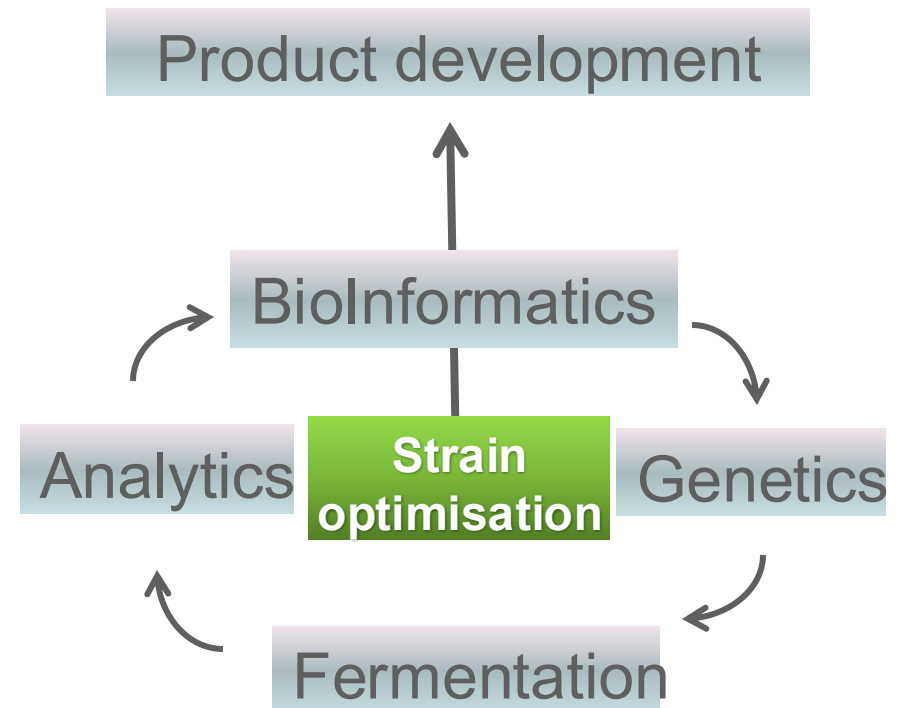 Product development
BioInformatics
Analytics
Strain
optimisation
Genetics
Fermentation